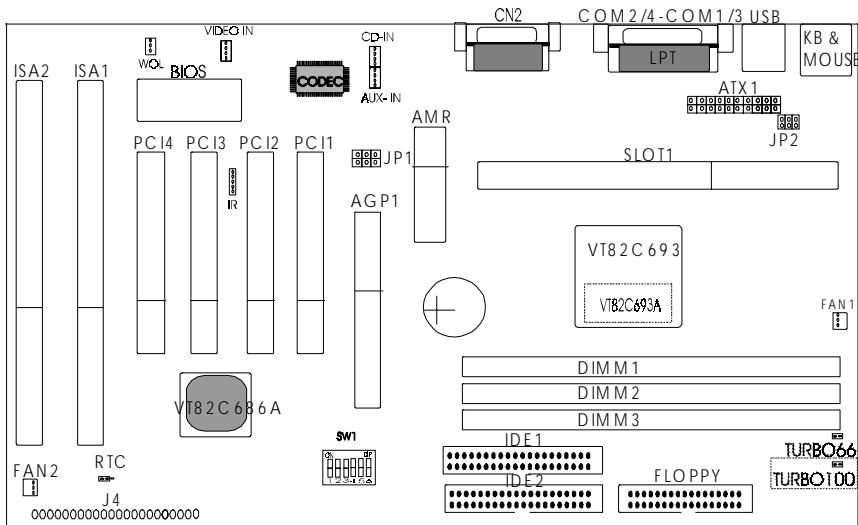 CN2
COM2/4-COM1/3 USB
VIDEO IN
CD-IN
KB &
MOUSE
WOL
LPT
ISA2
ISA1
BIOS
CODEC
AUX-IN
ATX1
AMR
JP2
PCI4
PCI3
PCI2
PCI1
JP1
SLOT1
IR
AGP1
VT82C693
VT82C693A
FAN1
DIMM1
VT82C686A
DIMM2
DIMM3
SW1
IDE1
TURBO66
FAN2
RTC
IDE2
FLOPPY
TURBO100
J4